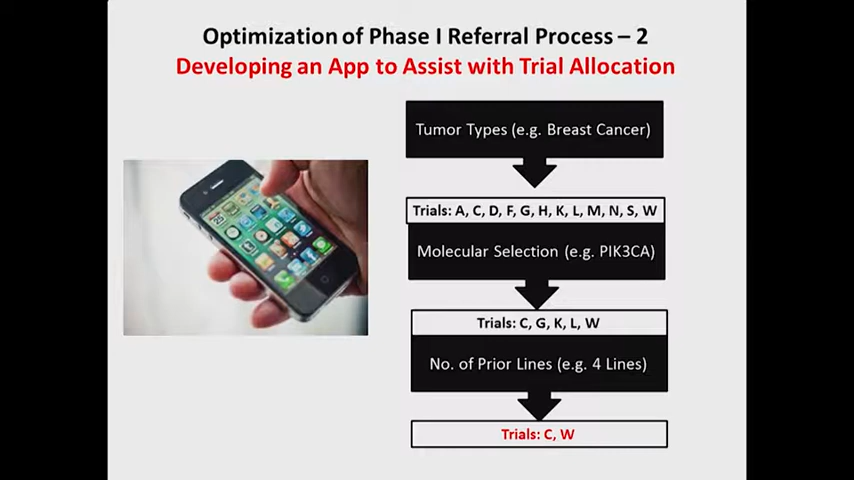 Optimization of Phase I Referral Process – 2
Developing an App to Assist with Trial Allocation
Tumor Types (e.g. Breast Cancer)
Trials: A, C, D, F, G, H, K, L, M, N, S, W
Molecular Selection (e.g. PIK3CA)
Trials: C, G, K, L, W
No. of Prior Lines (e.g. 4 Lines)
Trials: C, W